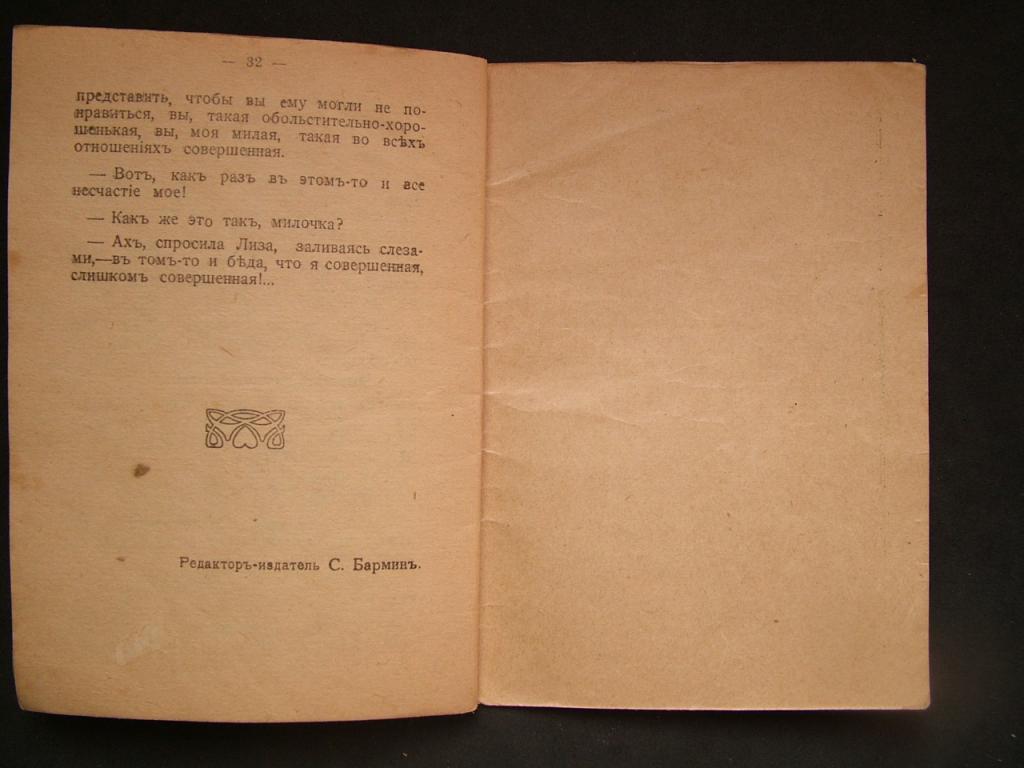 — 32 —
представить, чтобы вы ему могли не по-
нравиться, вы, такая обольстительно-хоро-
шенькая, вы, моя милая, такая во всѣхъ
отношеніяхъ совершенная.
— Вотъ, какъ разъ въ этомъ-то и все
несчастіе мое!
— Какъ же это такъ, милочка?
— Ахъ, спросила Лиза, заливаясь слеза-
ми,—въ томъ-то и бѣда, что я совершенная,
слишкомъ совершенная!...
Редакторъ-издатель С. Барминъ.